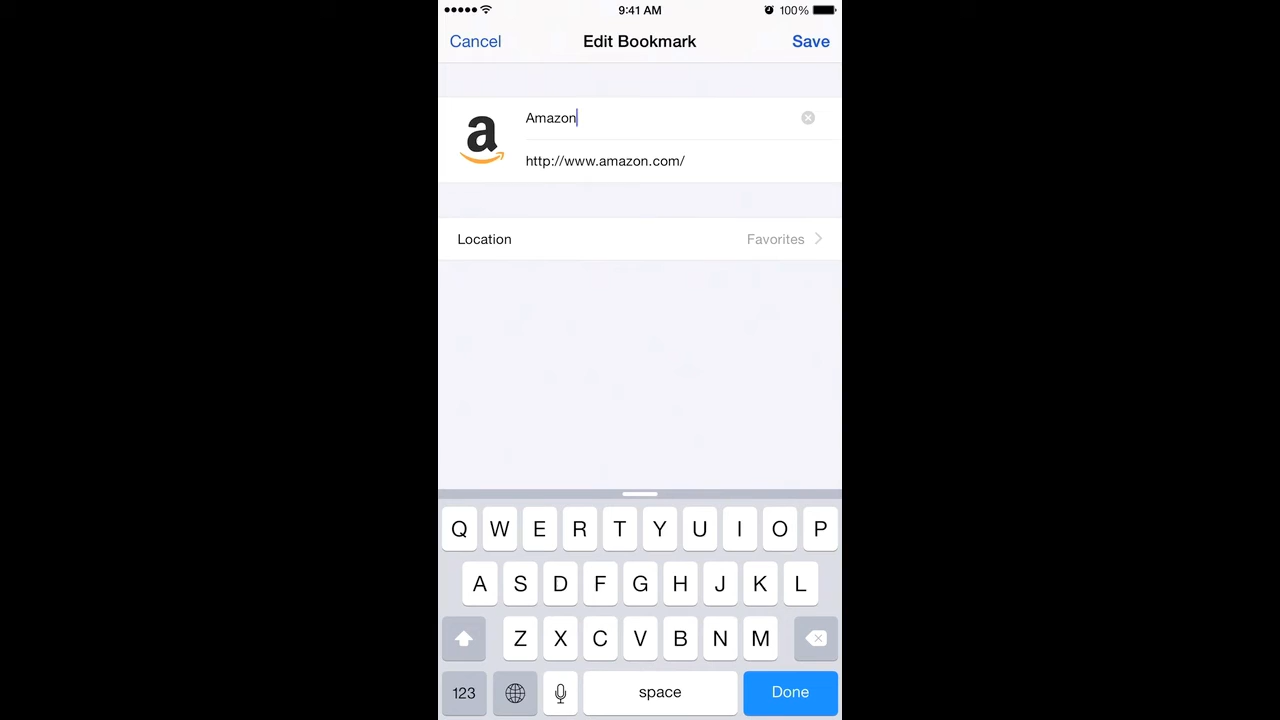 9:41 AM 100%
Cancel Edit Bookmark Save
a
Amazon
http://www.amazon.com/
Location Favorites
Q W E R T Y U I O P
A S D F G H J K L
Z X C V B N M
123 space Done